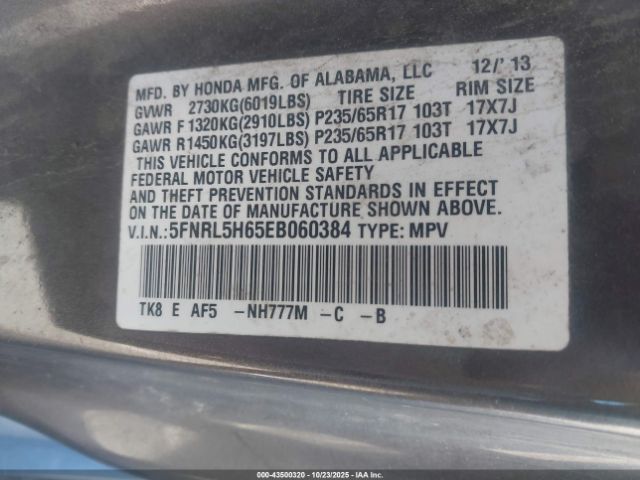 MFD. BY HONDA MFG. OF ALABAMA, LLC 12/'13
GVWR 2730KG(6019LBS) TIRE SIZE RIM SIZE
GAWR F 1320KG(2910LBS) P235/65R17 103T 17X7J
GAWR R1450KG(3197LBS) P235/65R17 103T 17X7J
THIS VEHICLE CONFORMS TO ALL APPLICABLE
FEDERAL MOTOR VEHICLE SAFETY
AND THEFT PREVENTION STANDARDS IN EFFECT
ON THE DATE OF MANUFACTURE SHOWN ABOVE.
V.I.N.:5FNRL5H65EB060384 TYPE: MPV
TK8 E AF5 -NH777M -C -B
000-43500320 - 10/23/2025 - IAAI.com